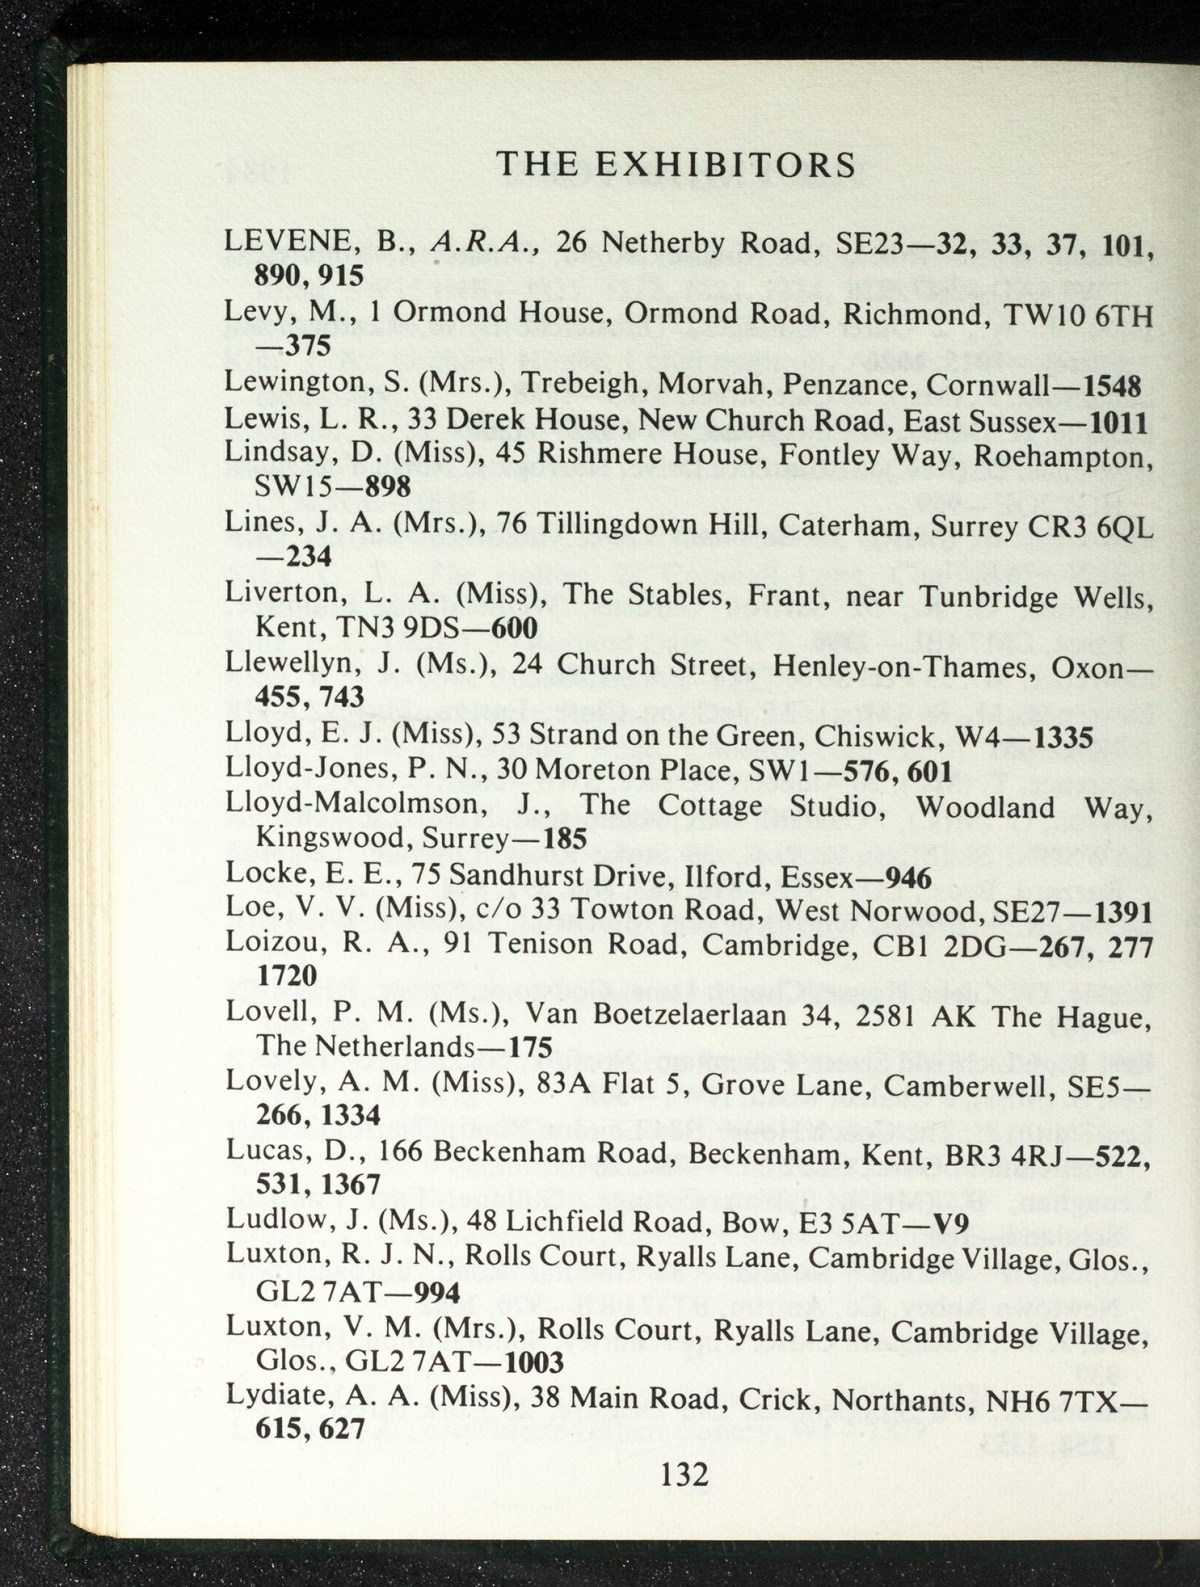 THE EXHIBITORS
LEVENE, B., A.R.A., 26 Netherby Road, SE23—32, 33, 37, 101,
890, 915
Levy, M., 1 Ormond House, Ormond Road, Richmond, TW10 6TH
—375
Lewington, S. (Mrs.), Trebeigh, Morvah, Penzance, Cornwall—1548
Lewis, L. R., 33 Derek House, New Church Road, East Sussex—1011
Lindsay, D. (Miss), 45 Rishmere House, Fontley Way, Roehampton,
SW15—898
Lines, J. A. (Mrs.), 76 Tillingdown Hill, Caterham, Surrey CR3 6QL
—234
Liverton, L. A. (Miss), The Stables, Frant, near Tunbridge Wells,
Kent, TN3 9DS—600
Llewellyn, J. (Ms.), 24 Church Street, Henley-on-Thames, Oxon—
455, 743
Lloyd, E. J. (Miss), 53 Strand on the Green, Chiswick, W4—1335
Lloyd-Jones, P. N., 30 Moreton Place, SW1—576, 601
Lloyd-Malcolmson, J., The Cottage Studio, Woodland Way,
Kingswood, Surrey—185
Locke, E. E., 75 Sandhurst Drive, Ilford, Essex—946
Loe, V. V. (Miss), c/o 33 Towton Road, West Norwood, SE27—1391
Loizou, R. A., 91 Tenison Road, Cambridge, CB1 2DG—267, 277
1720
Lovell, P. M. (Ms.), Van Boetzelaerlaan 34, 2581 AK The Hague,
The Netherlands—175
Lovely, A. M. (Miss), 83A Flat 5, Grove Lane, Camberwell, SE5—
266, 1334
Lucas, D., 166 Beckenham Road, Beckenham, Kent, BR3 4RJ—522,
531, 1367
Ludlow, J. (Ms.), 48 Lichfield Road, Bow, E3 5AT—V9
Luxton, R. J. N., Rolls Court, Ryalls Lane, Cambridge Village, Glos.,
GL2 7AT—994
Luxton, V. M. (Mrs.), Rolls Court, Ryalls Lane, Cambridge Village,
Glos., GL2 7AT—1003
Lydiate, A. A. (Miss), 38 Main Road, Crick, Northants, NH6 7TX—
615, 627
132